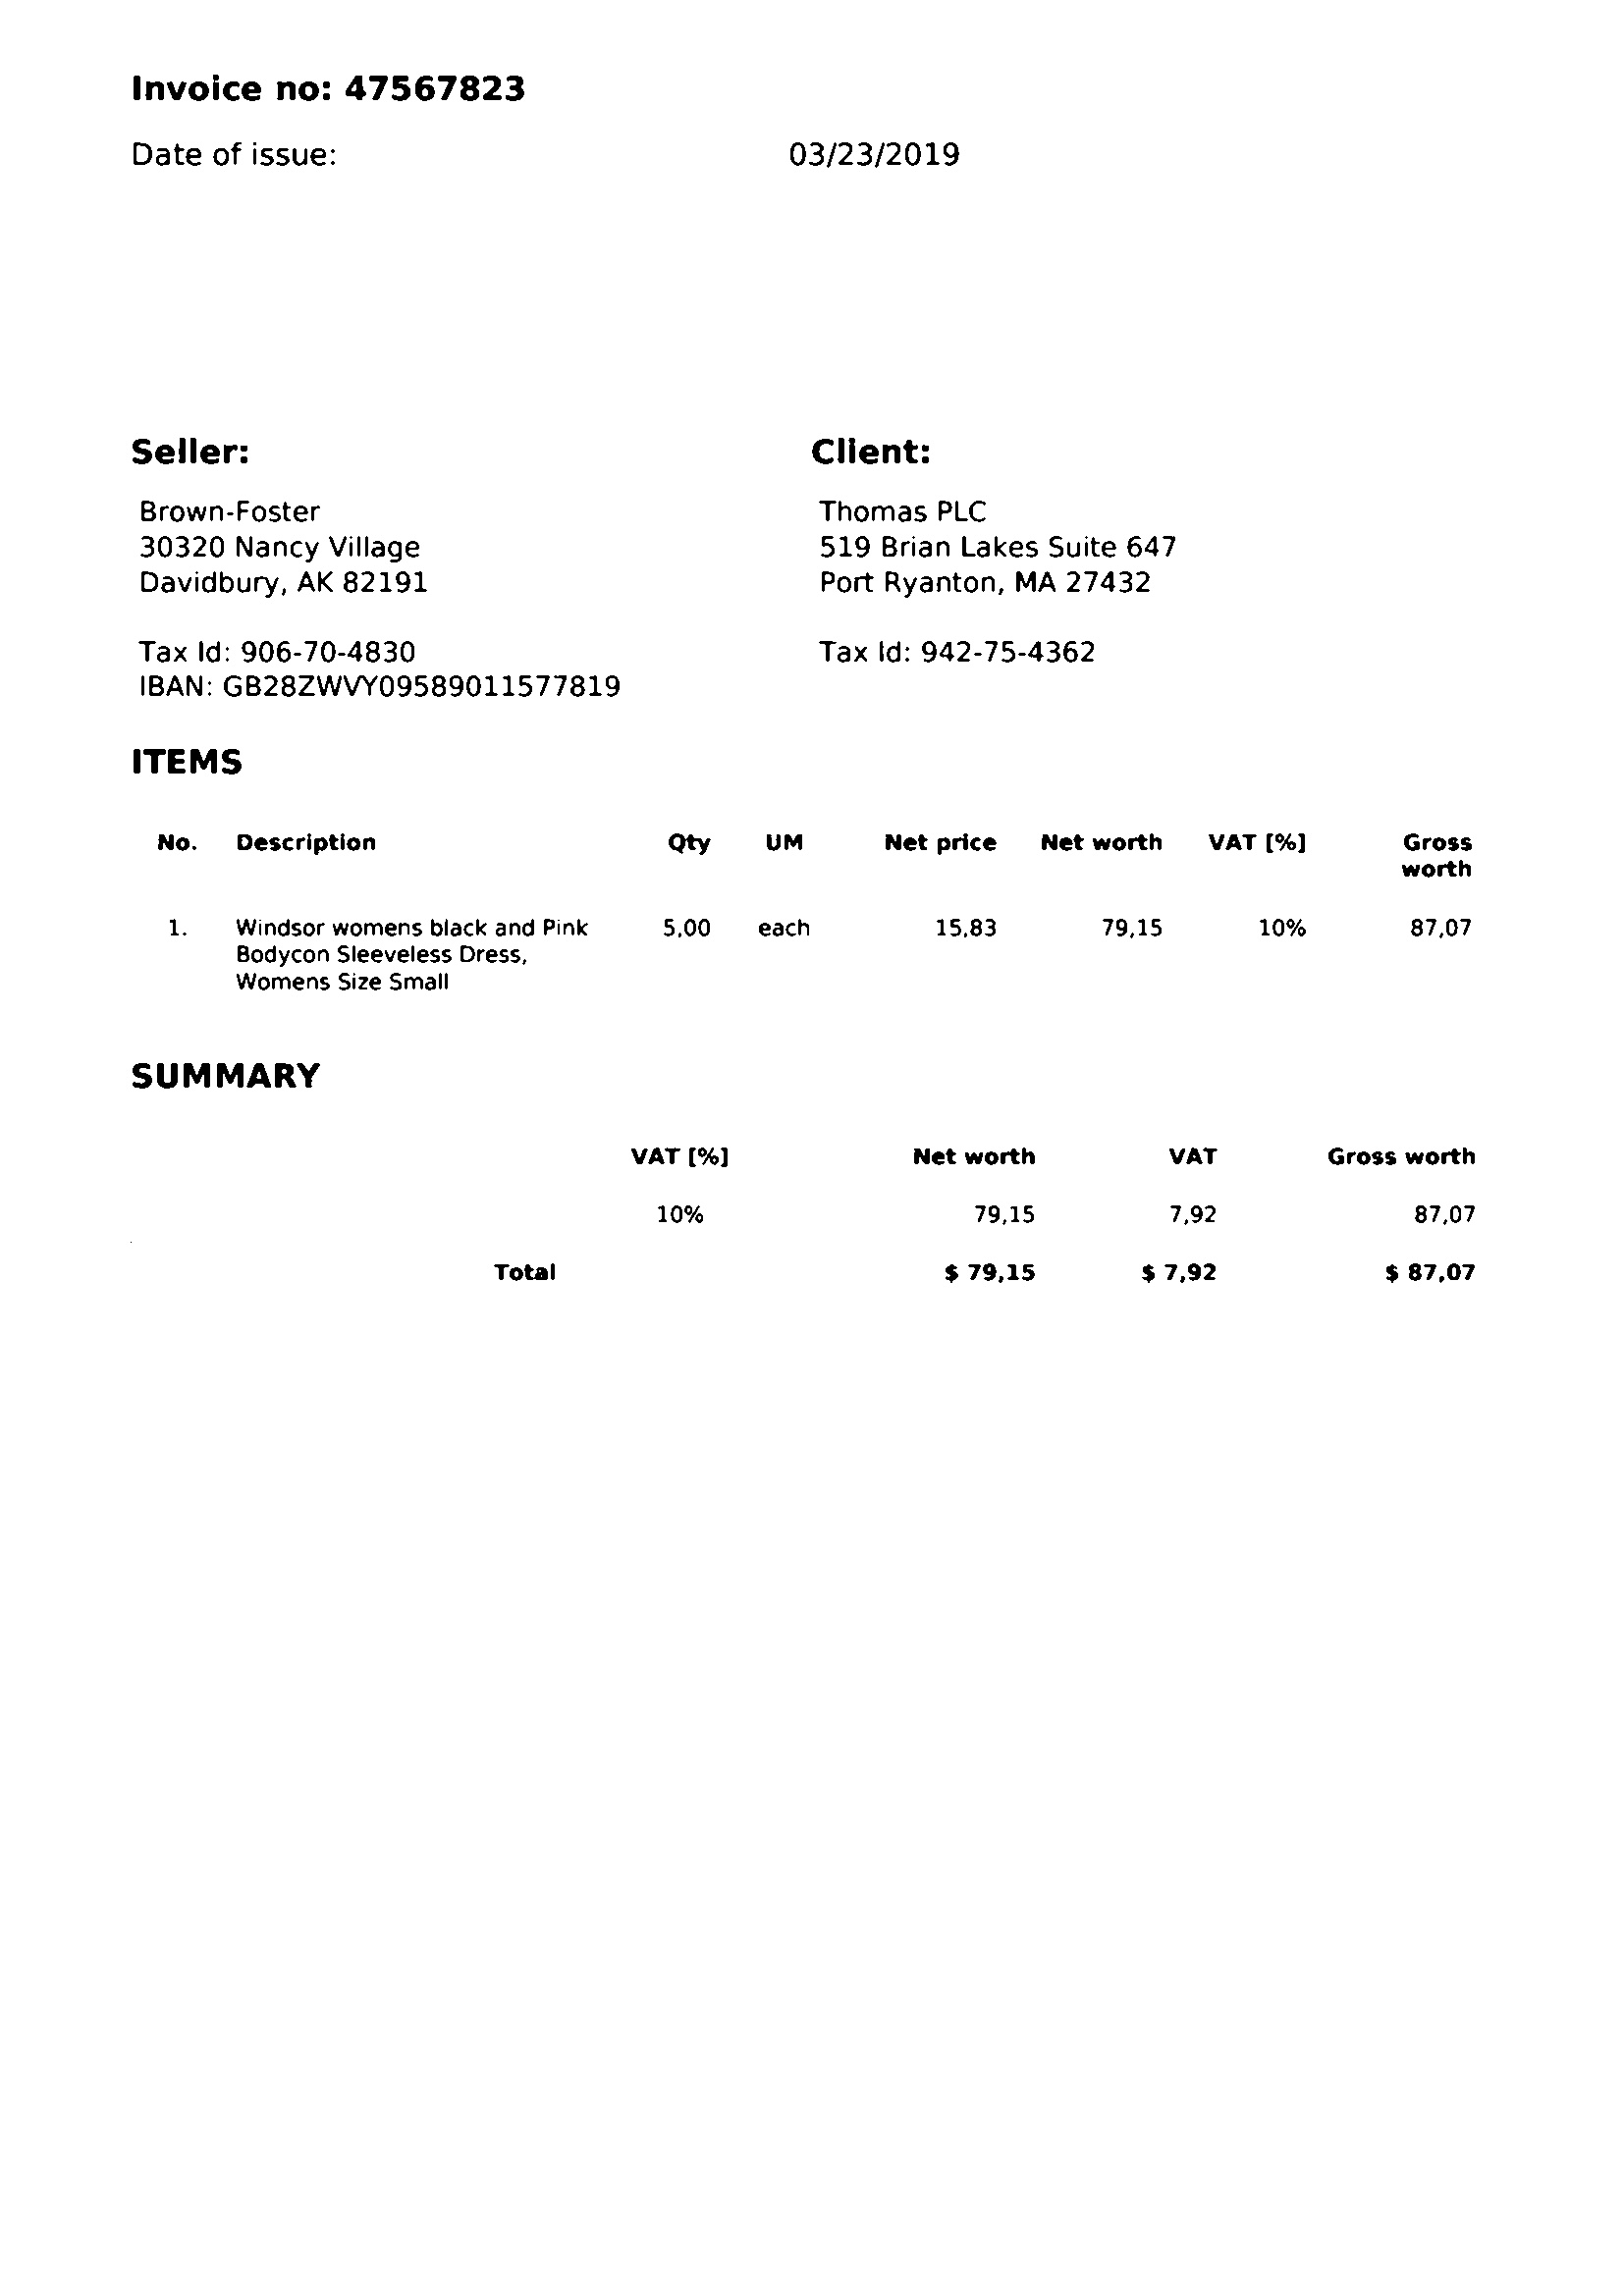 Invoice no: 47567823
Date of issue: 03/23/2019
Seller:
Brown-Foster
30320 Nancy Village
Davidbury, AK 82191
Tax Id: 906-70-4830
IBAN: GB28ZWVY09589011577819
Client:
Thomas PLC
519 Brian Lakes Suite 647
Port Ryanton, MA 27432
Tax Id: 942-75-4362
ITEMS
No. Description Qty UM Net price Net worth VAT [%] Gross
worth
1. Windsor womens black and Pink 5,00 each 15,83 79,15 10% 87,07
Bodycon Sleeveless Dress,
Womens Size Small
SUMMARY
VAT [%] Net worth VAT Gross worth
10% 79,15 7,92 87,07
Total $ 79,15 $ 7,92 $ 87,07